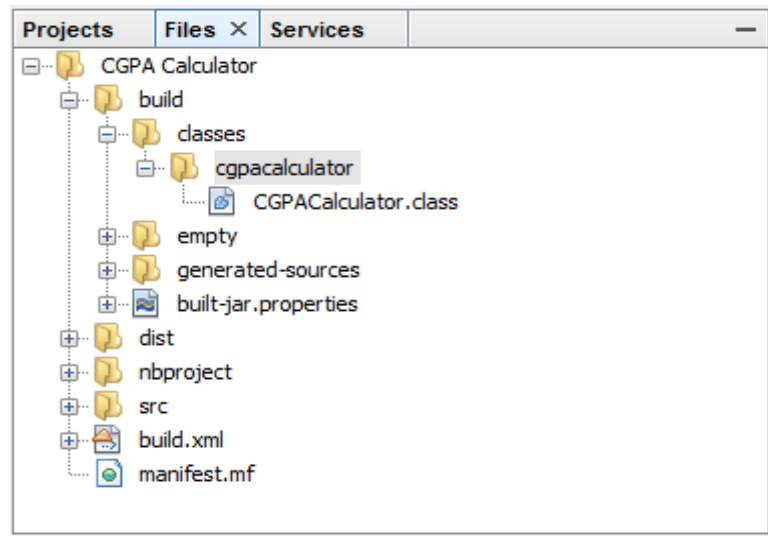 Projects Files × Services
CGPA Calculator
build
classes
cgpacalculator
CGPACalculator.class
empty
generated-sources
built-jar.properties
dist
nbproject
src
build.xml
manifest.mf